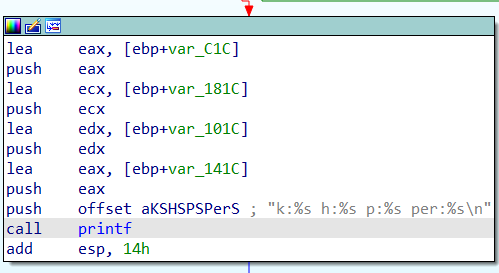 lea     eax, [ebp+var_C1C]
push    eax
lea     ecx, [ebp+var_181C]
push    ecx
lea     edx, [ebp+var_101C]
push    edx
lea     eax, [ebp+var_141C]
push    eax
push    offset aKSHSPSPerS ; "k:%s h:%s p:%s per:%s\n"
call    printf
add     esp, 14h